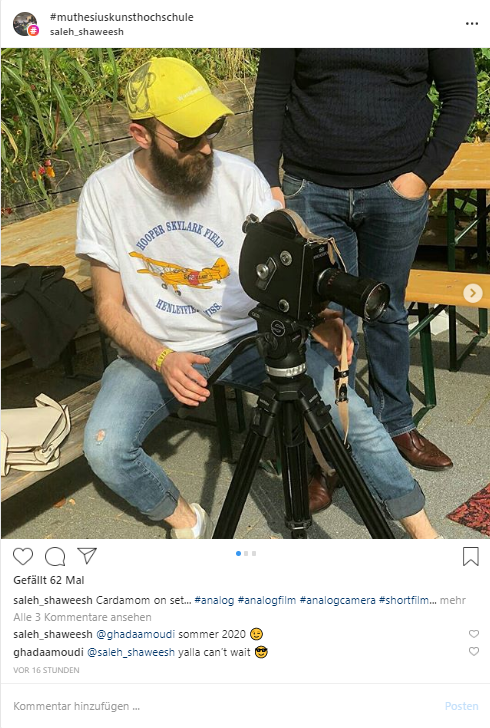 #muthesiuskunsthochschule
saleh_shaweesh
HOOPER SKYLARK FIELD
Gefällt 62 Mal
saleh_shaweesh Cardamom on set... #analog #analogfilm #analogcamera #shortfilm... mehr
Alle 3 Kommentare ansehen
saleh_shaweesh @ghadaamoudi sommer 2020 😉
ghadaamoudi @saleh_shaweesh yalla can't wait 😎
VOR 16 STUNDEN
Kommentar hinzufügen ...
Posten